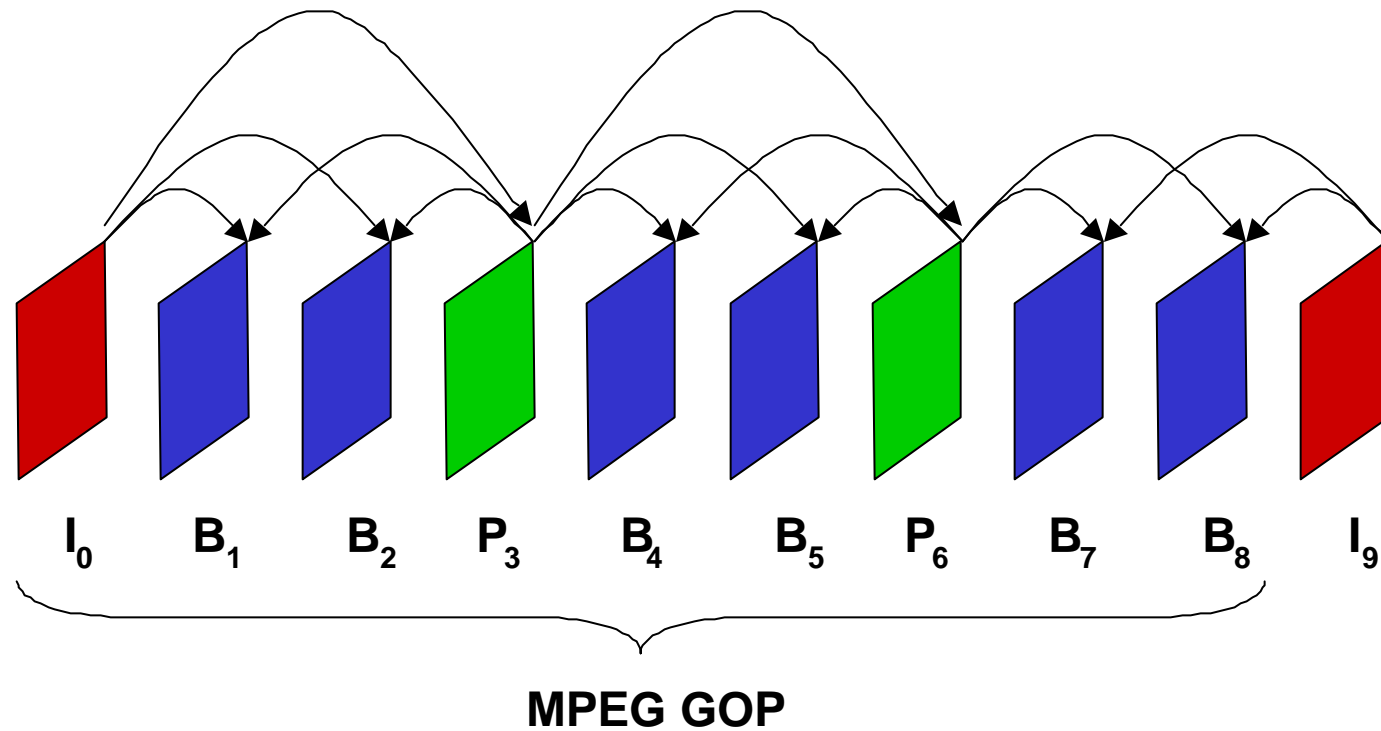 I₀ B₁ B₂ P₃ B₄ B₅ P₆ B₇ B₈ I₉
MPEG GOP